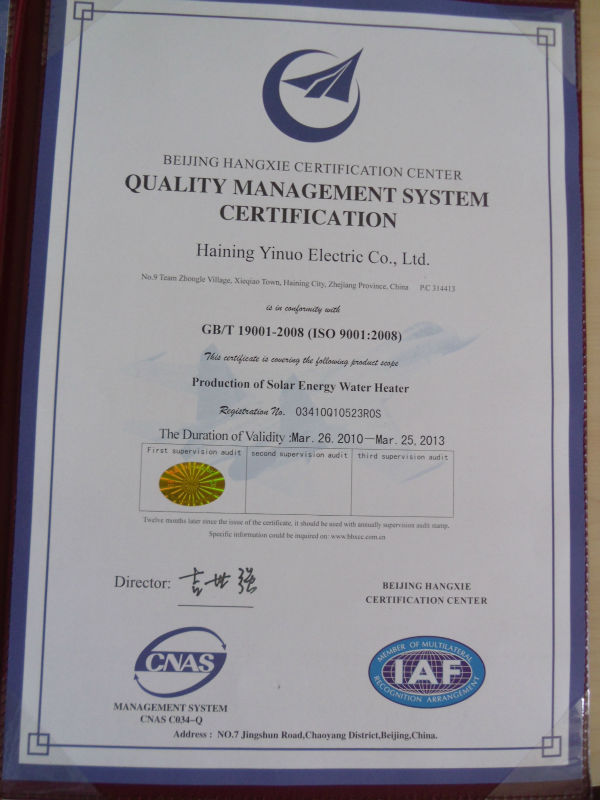 BEIJING HANGXIE CERTIFICATION CENTER
QUALITY MANAGEMENT SYSTEM
CERTIFICATION
Haining Yinuo Electric Co., Ltd.
No.9 Team Zhongle Village, Xieqiao Town, Haining City, Zhejiang Province, China P.C 314413
is in conformity with
GB/T 19001-2008 (ISO 9001:2008)
This certificate is covering the following product scope
Production of Solar Energy Water Heater
Registration No. 03410Q10523R0S
The Duration of Validity :Mar. 26. 2010—Mar. 25, 2013
First supervision audit second supervision audit third supervision audit
Twelve months later since the issue of the certificate, it should be used with annually supervision audit stamp.
Specific information could be inquired on: www.bhxcc.com.cn
Director: 吉世强
BEIJING HANGXIE
CERTIFICATION CENTER
CNAS
MANAGEMENT SYSTEM
CNAS C034-Q
MEMBER OF MULTILATERAL
IAF
RECOGNITION ARRANGEMENT
Address : NO.7 Jingshun Road,Chaoyang District,Beijing,China.